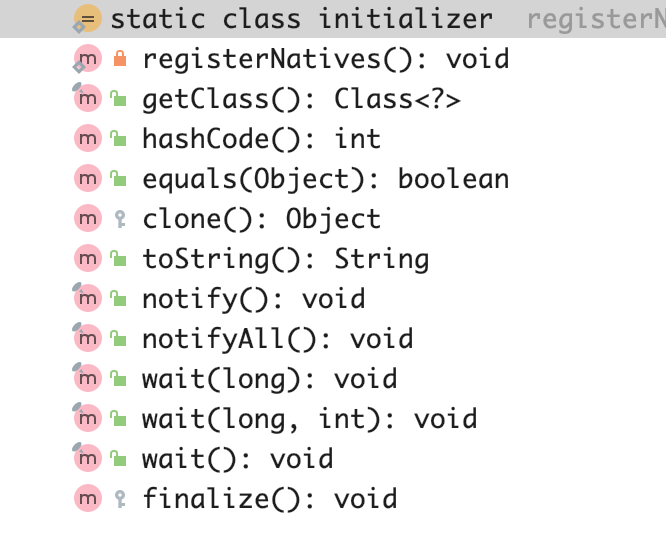 static class initializer registerN
registerNatives(): void
getClass(): Class<?>
hashCode(): int
equals(Object): boolean
clone(): Object
toString(): String
notify(): void
notifyAll(): void
wait(long): void
wait(long, int): void
wait(): void
finalize(): void